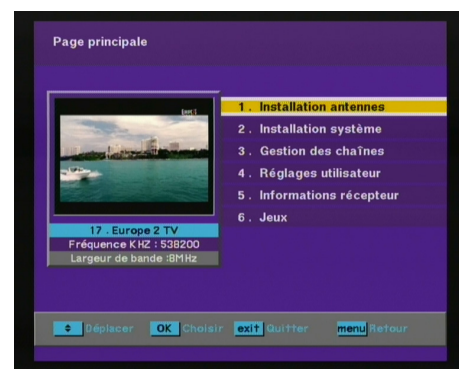 Page principale
1. Installation antennes
2. Installation système
3. Gestion des chaînes
4. Réglages utilisateur
5. Informations récepteur
6. Jeux
17 . Europe 2 TV
Fréquence KHZ : 538200
Largeur de bande :8MHz
Déplacer OK Choisir exit Quitter menu Retour